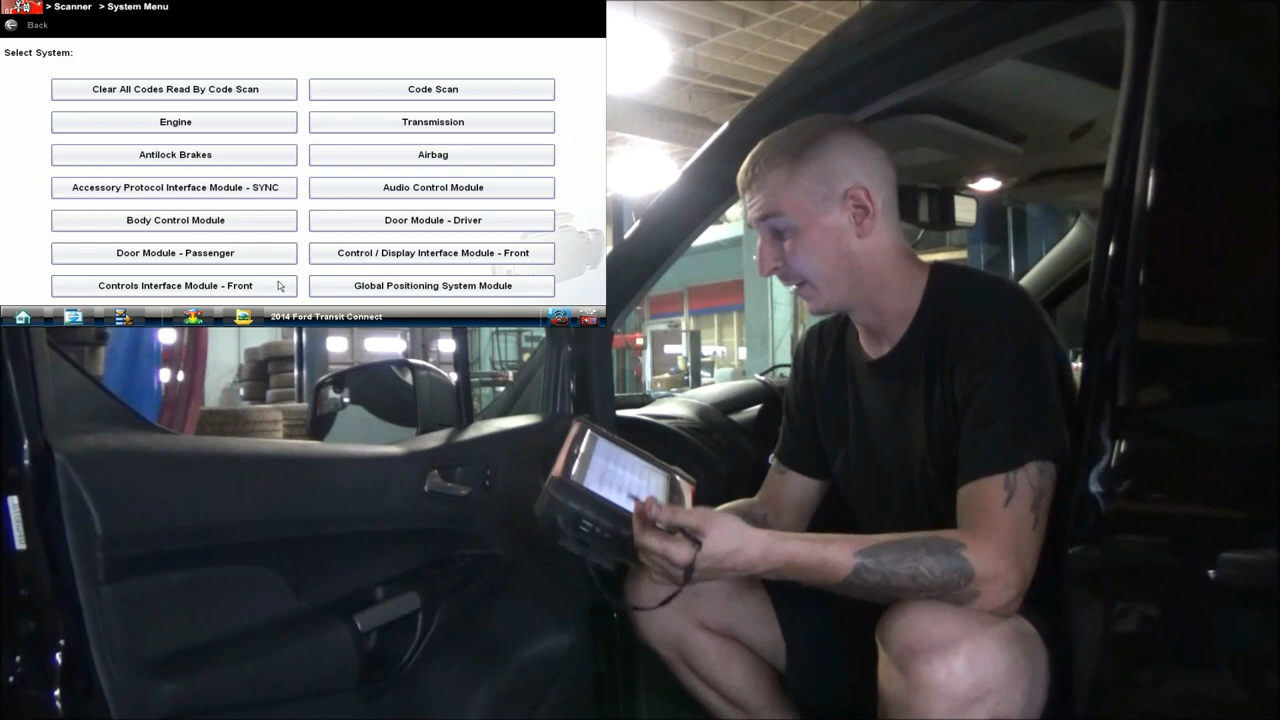 > Scanner > System Menu
Back
Select System:
Clear All Codes Read By Code Scan
Code Scan
Engine
Transmission
Antilock Brakes
Airbag
Accessory Protocol Interface Module - SYNC
Audio Control Module
Body Control Module
Door Module - Driver
Door Module - Passenger
Control / Display Interface Module - Front
Controls Interface Module - Front
Global Positioning System Module
2014 Ford Transit Connect